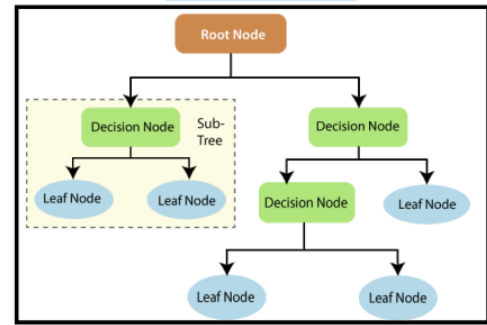 Root Node
Decision Node
Sub-
Tree
Decision Node
Leaf Node
Leaf Node
Decision Node
Leaf Node
Leaf Node
Leaf Node